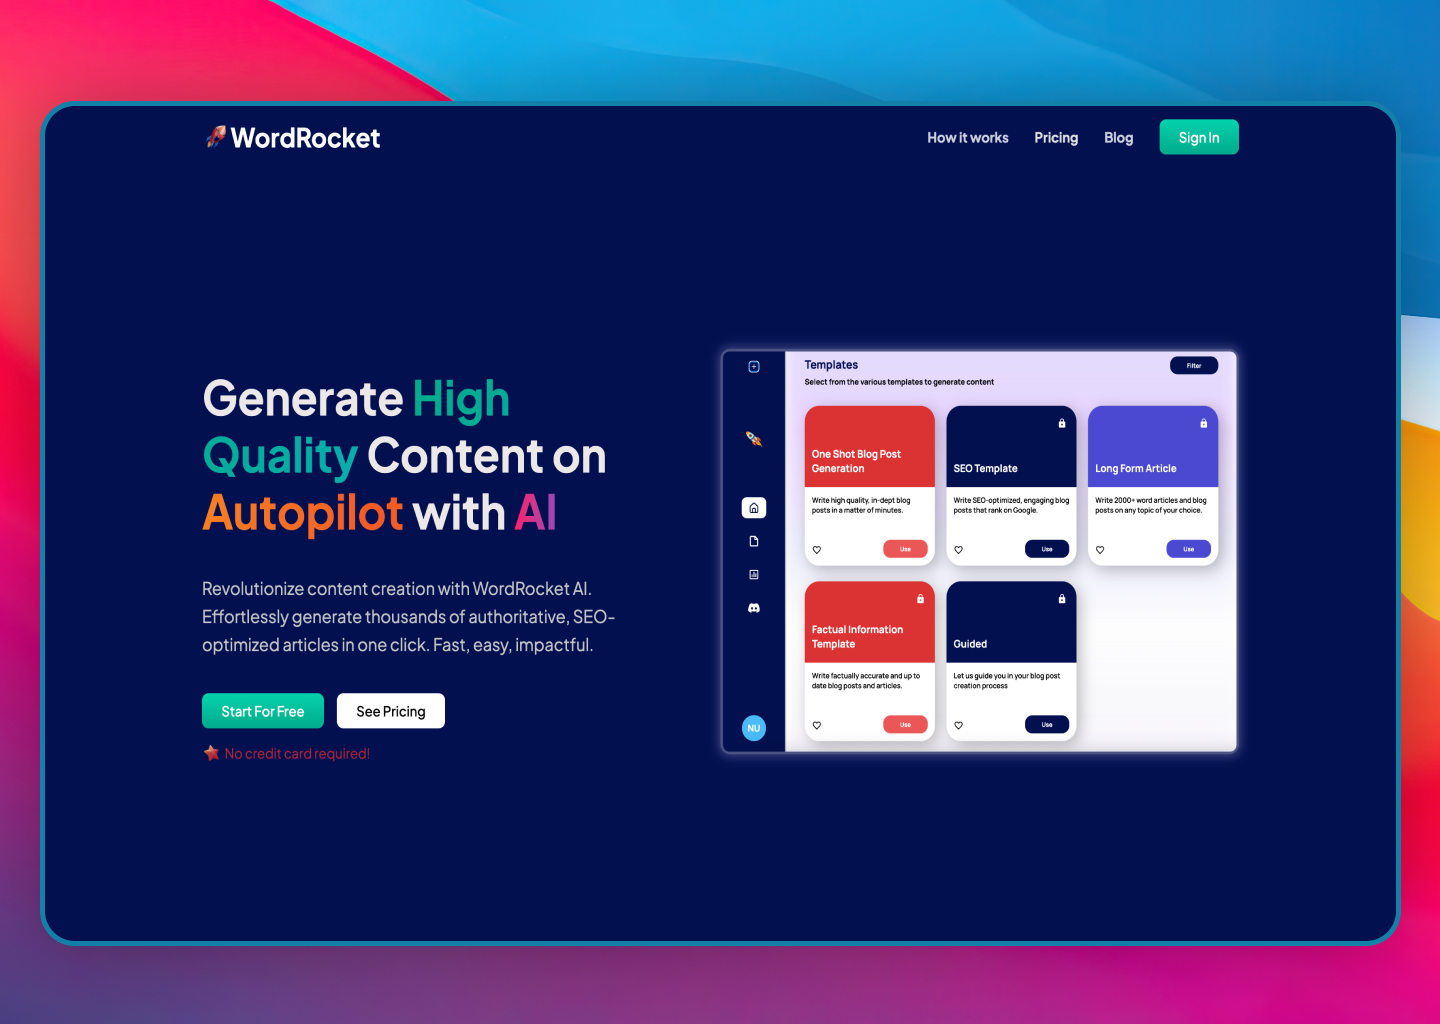 WordRocket
How it works
Pricing
Blog
Sign In
Generate High
Quality Content on
Autopilot with AI
Revolutionize content creation with WordRocket AI.
Effortlessly generate thousands of authoritative, SEO-
optimized articles in one click. Fast, easy, impactful.
Start For Free
See Pricing
No credit card required!
Templates
Filter
Select from the various templates to generate content
One Shot Blog Post
Generation
Write high quality, in-dept blog
posts in a matter of minutes.
Use
SEO Template
Write SEO-optimized, engaging blog
posts that rank on Google.
Use
Long Form Article
Write 2000+ word articles and blog
posts on any topic of your choice.
Use
Factual Information
Template
Write factually accurate and up to
date blog posts and articles.
Use
Guided
Let us guide you in your blog post
creation process
Use
NU